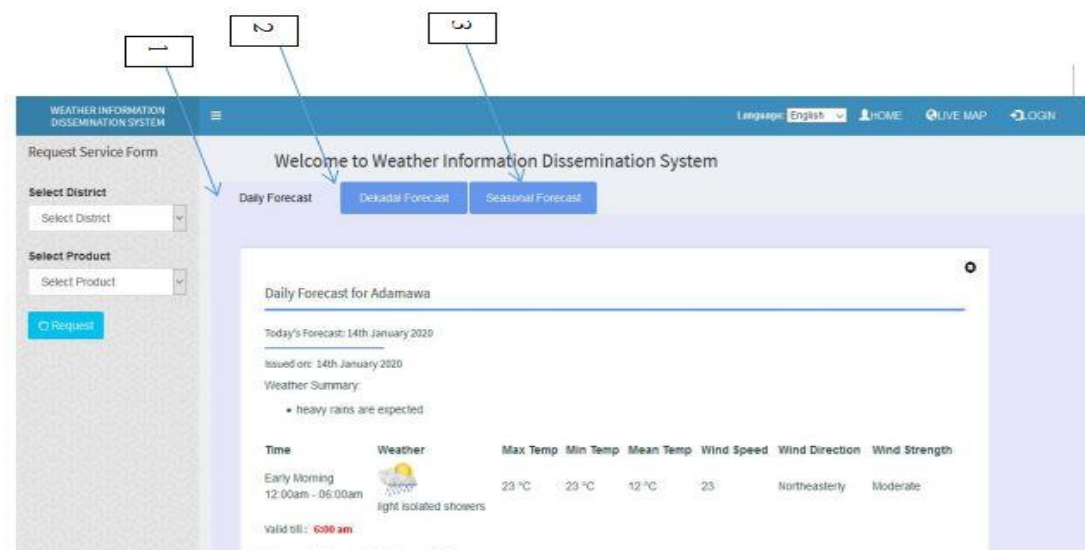 1
2
3
WEATHER INFORMATION
DISSEMINATION SYSTEM
Language: English HOME LIVE MAP LOGIN
Request Service Form
Welcome to Weather Information Dissemination System
Select District
Select District
Daily Forecast Dekadal Forecast Seasonal Forecast
Select Product
Select Product
Request
Daily Forecast for Adamawa
Today's Forecast: 14th January 2020
Issued on: 14th January 2020
Weather Summary:
• heavy rains are expected
Time Weather Max Temp Min Temp Mean Temp Wind Speed Wind Direction Wind Strength
Early Morning
12:00am - 06:00am
light isolated showers
23 °C 23 °C 12 °C 23 Northeasterly Moderate
Valid till: 6:00 am